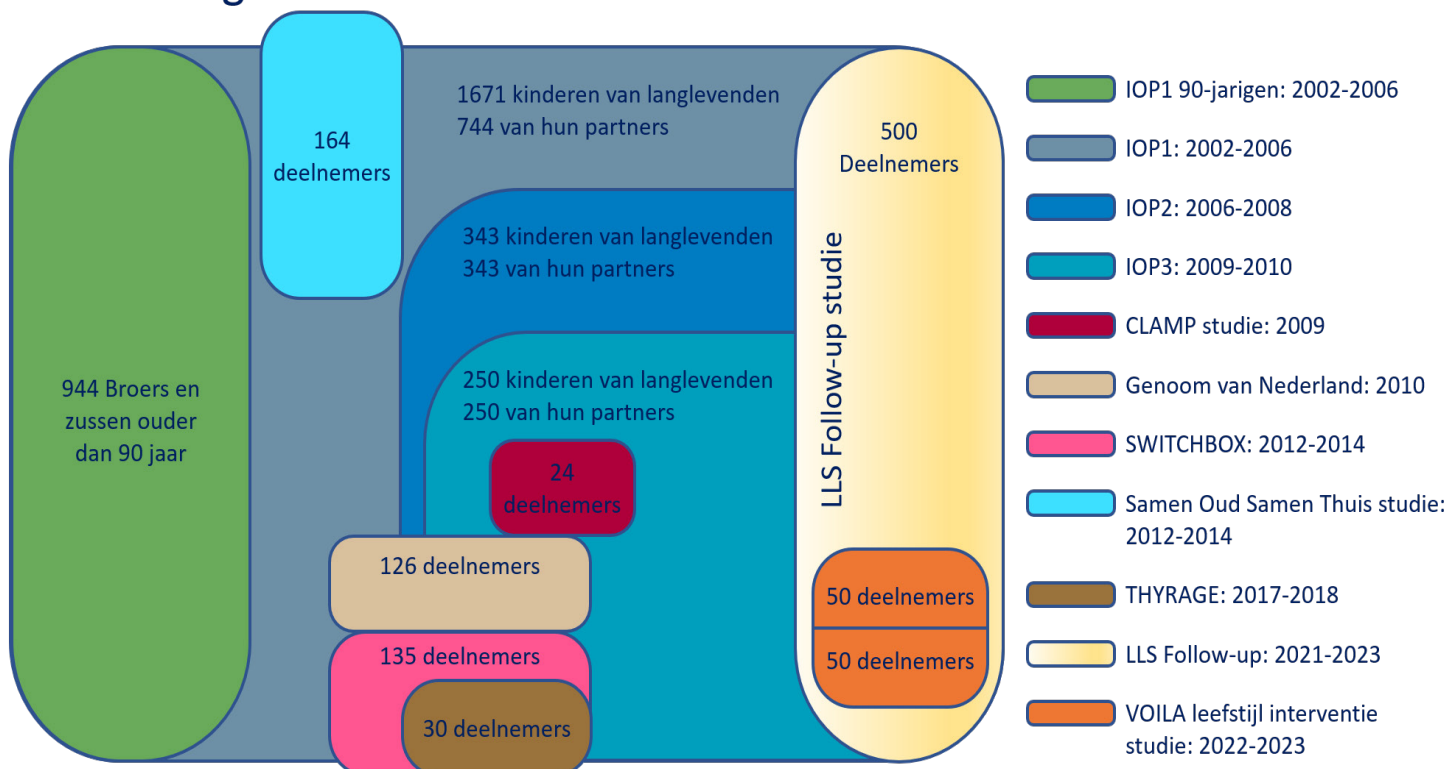 1671 kinderen van langlevenden
744 van hun partners
164
deelnemers
500
Deelnemers
343 kinderen van langlevenden
343 van hun partners
LLS Follow-up studie
250 kinderen van langlevenden
250 van hun partners
944 Broers en
zussen ouder
dan 90 jaar
24
deelnemers
126 deelnemers
50 deelnemers
135 deelnemers
50 deelnemers
30 deelnemers
IOP1 90-jarigen: 2002-2006
IOP1: 2002-2006
IOP2: 2006-2008
IOP3: 2009-2010
CLAMP studie: 2009
Genoom van Nederland: 2010
SWITCHBOX: 2012-2014
Samen Oud Samen Thuis studie:
2012-2014
THYRAGE: 2017-2018
LLS Follow-up: 2021-2023
VOILA leefstijl interventie
studie: 2022-2023